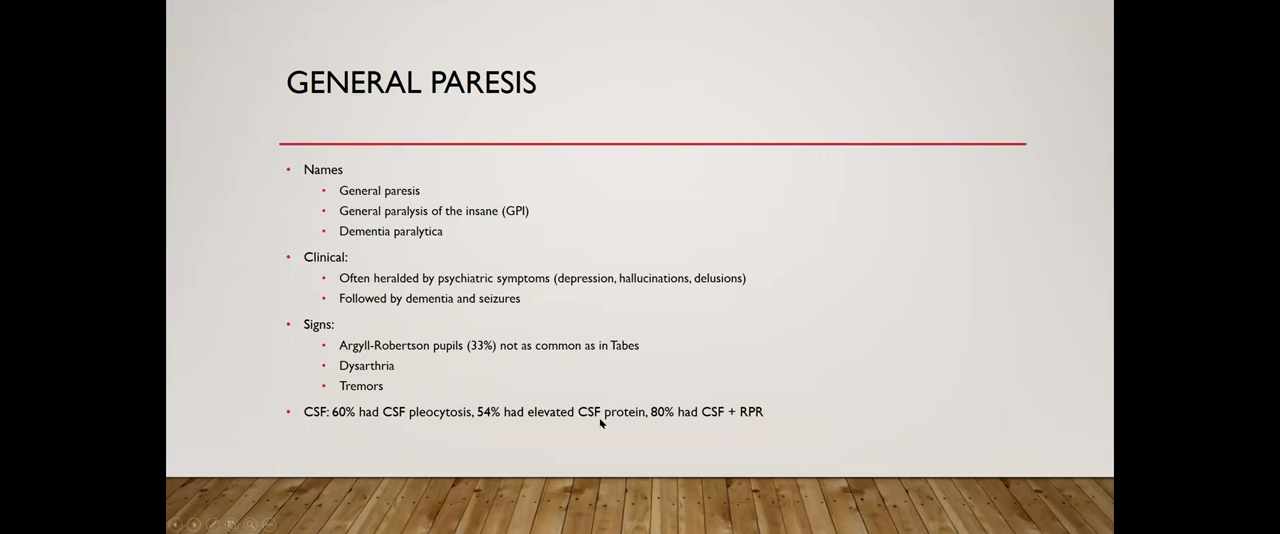 GENERAL PARESIS
• Names
• General paresis
• General paralysis of the insane (GPI)
• Dementia paralytica
• Clinical:
• Often heralded by psychiatric symptoms (depression, hallucinations, delusions)
• Followed by dementia and seizures
• Signs:
• Argyll-Robertson pupils (33%) not as common as in Tabes
• Dysarthria
• Tremors
• CSF: 60% had CSF pleocytosis, 54% had elevated CSF protein, 80% had CSF + RPR